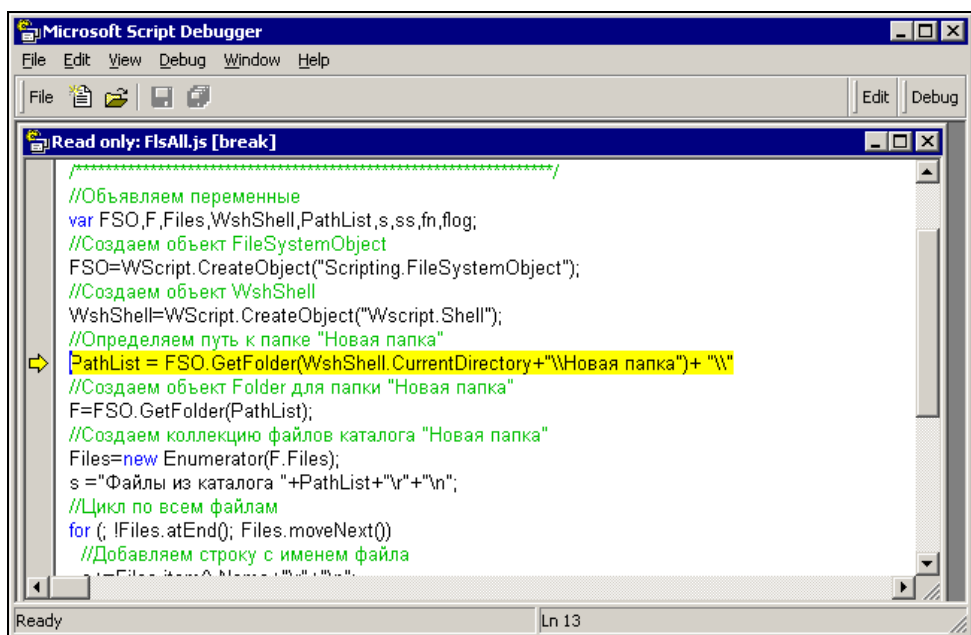 Microsoft Script Debugger
File Edit View Debug Window Help
File Edit Debug
Read only: FlsAll.js [break]
/******************************************************************/
//Объявляем переменные
var FSO,F,Files,WshShell,PathList,s,ss,fn,flog;
//Создаем объект FileSystemObject
FSO=WScript.CreateObject("Scripting.FileSystemObject");
//Создаем объект WshShell
WshShell=WScript.CreateObject("Wscript.Shell");
//Определяем путь к папке "Новая папка"
PathList = FSO.GetFolder(WshShell.CurrentDirectory+"\\Новая папка")+ "\\"
//Создаем объект Folder для папки "Новая папка"
F=FSO.GetFolder(PathList);
//Создаем коллекцию файлов каталога "Новая папка"
Files=new Enumerator(F.Files);
s ="Файлы из каталога "+PathList+"\r"+"\n";
//Цикл по всем файлам
for (; !Files.atEnd(); Files.moveNext())
//Добавляем строку с именем файла
Ready Ln 13